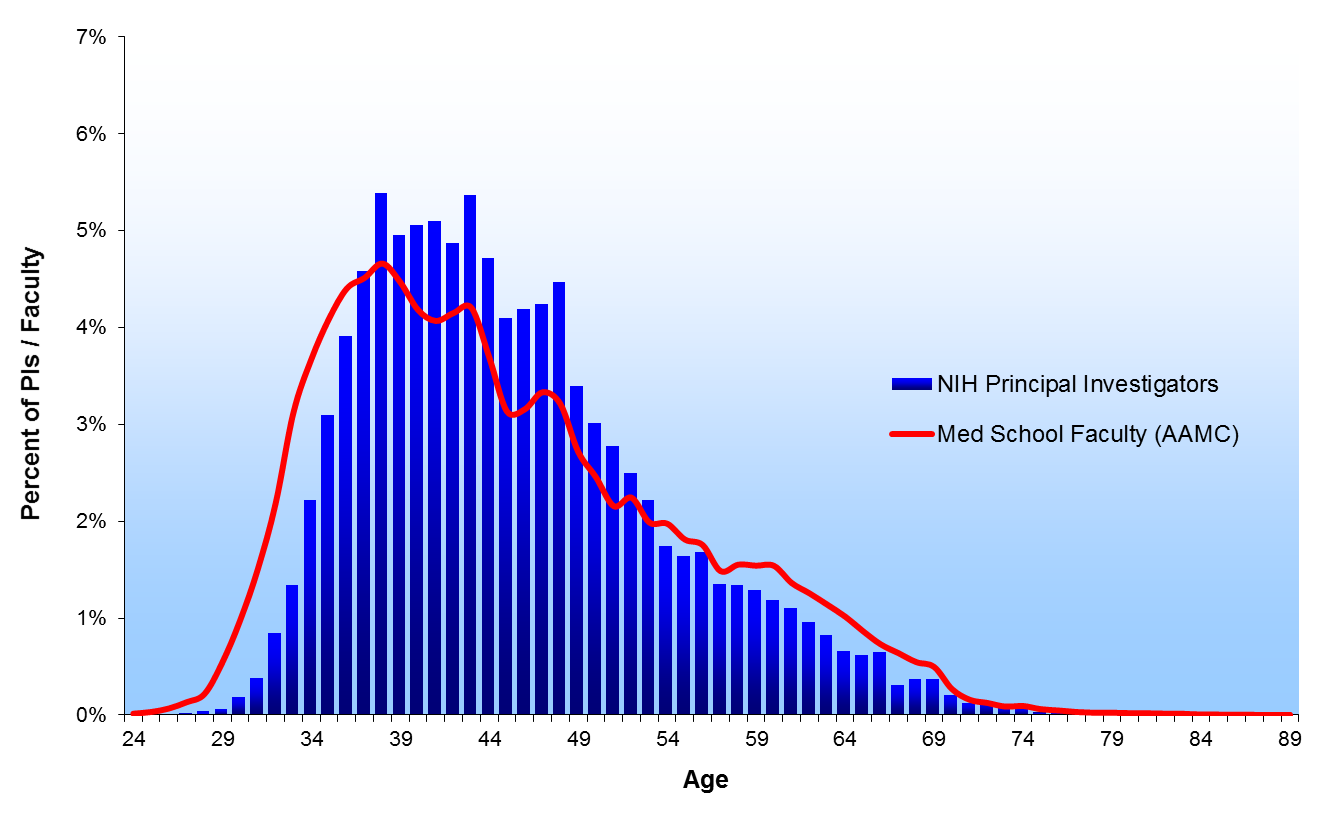 7%
6%
5%
4%
3%
2%
1%
0%
Percent of PIs / Faculty
NIH Principal Investigators
Med School Faculty (AAMC)
24 29 34 39 44 49 54 59 64 69 74 79 84 89
Age